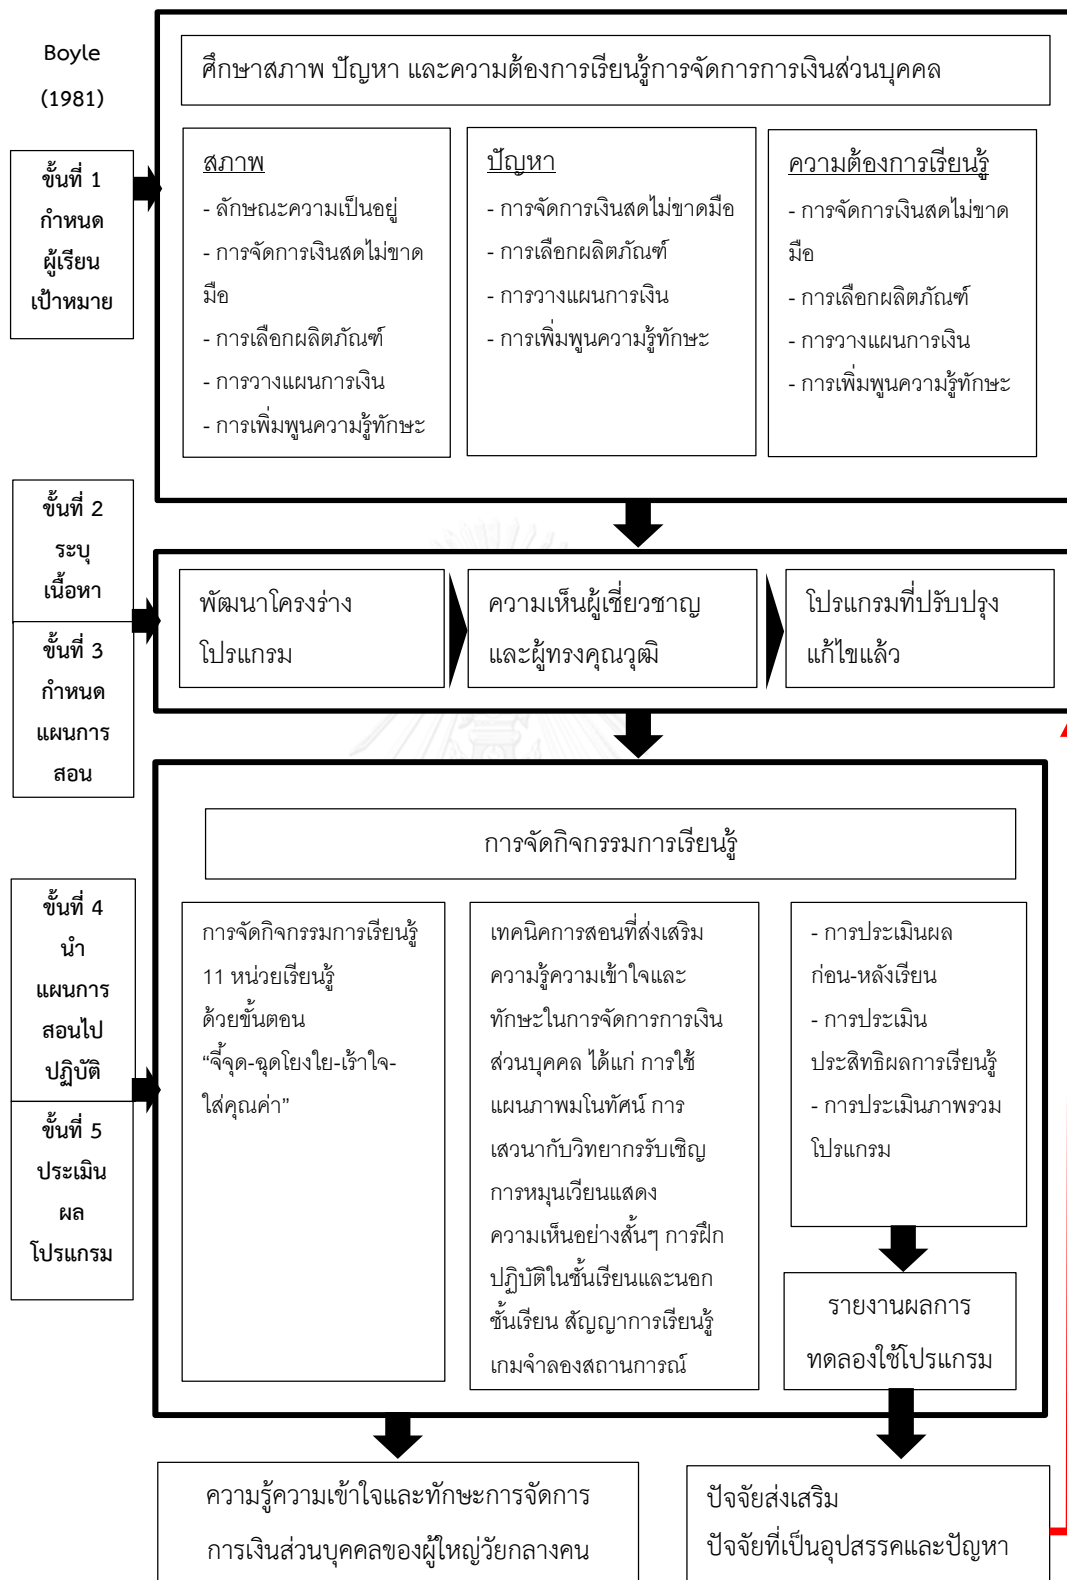 Boyle
(1981)
ศึกษาสภาพ ปัญหา และความต้องการเรียนรู้การจัดการการเงินส่วนบุคคล
ขั้นที่ 1
กำหนด
ผู้เรียน
เป้าหมาย
สภาพ
- ลักษณะความเป็นอยู่
- การจัดการเงินสดไม่ขาด
มือ
- การเลือกผลิตภัณฑ์
- การวางแผนการเงิน
- การเพิ่มพูนความรู้ทักษะ
ปัญหา
- การจัดการเงินสดไม่ขาดมือ
- การเลือกผลิตภัณฑ์
- การวางแผนการเงิน
- การเพิ่มพูนความรู้ทักษะ
ความต้องการเรียนรู้
- การจัดการเงินสดไม่ขาด
มือ
- การเลือกผลิตภัณฑ์
- การวางแผนการเงิน
- การเพิ่มพูนความรู้ทักษะ
ขั้นที่ 2
ระบุ
เนื้อหา
ขั้นที่ 3
กำหนด
แผนการ
สอน
พัฒนาโครงร่าง
โปรแกรม
ความเห็นผู้เชี่ยวชาญ
และผู้ทรงคุณวุฒิ
โปรแกรมที่ปรับปรุง
แก้ไขแล้ว
การจัดกิจกรรมการเรียนรู้
ขั้นที่ 4
นำ
แผนการ
สอนไป
ปฏิบัติ
ขั้นที่ 5
ประเมิน
ผล
โปรแกรม
การจัดกิจกรรมการเรียนรู้
11 หน่วยเรียนรู้
ด้วยขั้นตอน
“จี้จุด-ฉุดโยงใย-เร้าใจ-
ใส่คุณค่า”
เทคนิคการสอนที่ส่งเสริม
ความรู้ความเข้าใจและ
ทักษะในการจัดการการเงิน
ส่วนบุคคล ได้แก่ การใช้
แผนภาพมโนทัศน์ การ
เสวนากับวิทยากรรับเชิญ
การหมุนเวียนแสดง
ความเห็นอย่างสั้นๆ การฝึก
ปฏิบัติในชั้นเรียนและนอก
ชั้นเรียน สัญญาการเรียนรู้
เกมจำลองสถานการณ์
- การประเมินผล
ก่อน-หลังเรียน
- การประเมิน
ประสิทธิผลการเรียนรู้
- การประเมินภาพรวม
โปรแกรม
รายงานผลการ
ทดลองใช้โปรแกรม
ความรู้ความเข้าใจและทักษะการจัดการ
การเงินส่วนบุคคลของผู้ใหญ่วัยกลางคน
ปัจจัยส่งเสริม
ปัจจัยที่เป็นอุปสรรคและปัญหา